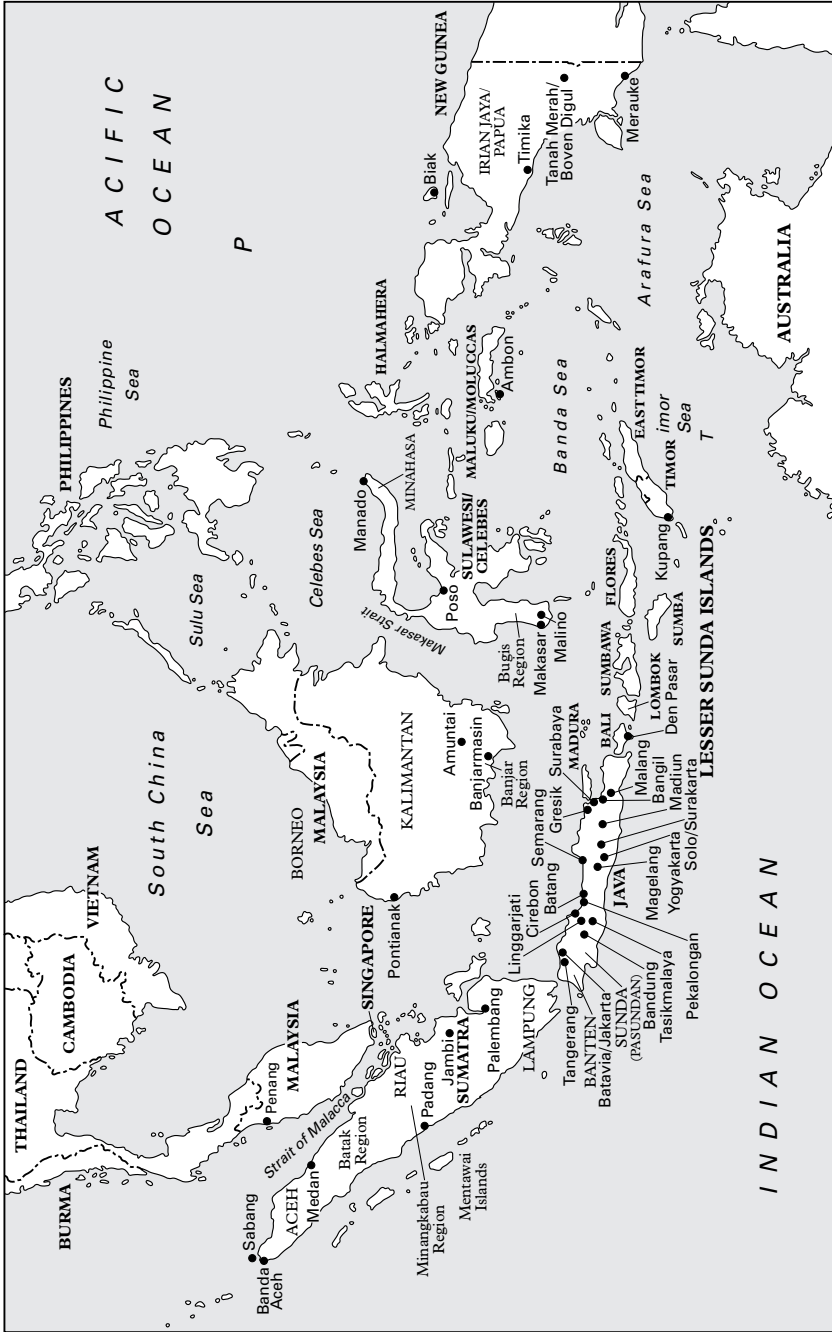 BURMA
THAILAND
CAMBODIA
VIETNAM
South China
Sea
PHILIPPINES
Philippine
Sea
ACIFIC
OCEAN
P
Sulu Sea
Celebes Sea
Sabang
Banda
Aceh
ACEH
Medan
Batak
Region
Strait of Malacca
Penang
MALAYSIA
SINGAPORE
RIAU
Minangkabau
Region
Mentawai
Islands
Padang
Jambi
SUMATRA
Palembang
LAMPUNG
BORNEO
MALAYSIA
KALIMANTAN
Pontianak
Amuntai
Banjarmasin
Banjar
Region
Makasar Strait
Manado
MINAHASA
Poso
SULAWESI/
CELEBES
Bugis
Region
Makasar
Malino
HALMAHERA
MALUKU/MOLUCCAS
Ambon
Biak
NEW GUINEA
IRIAN JAYA/
PAPUA
Timika
Tanah Merah/
Boven Digul
Merauke
Banda Sea
Arafura Sea
Tangerang
BANTEN
Batavia/Jakarta
SUNDA
(PASUNDAN)
Bandung
Tasikmalaya
Pekalongan
Linggarjati
Cirebon
Batang
Semarang
Gresik
Surabaya
MADURA
JAVA
Magelang
Yogyakarta
Solo/Surakarta
Madiun
Bangil
Malang
BALI
Den Pasar
LOMBOK
SUMBAWA
SUMBA
FLORES
LESSER SUNDA ISLANDS
Kupang
TIMOR
EAST TIMOR
imor
Sea
T
AUSTRALIA
INDIAN OCEAN